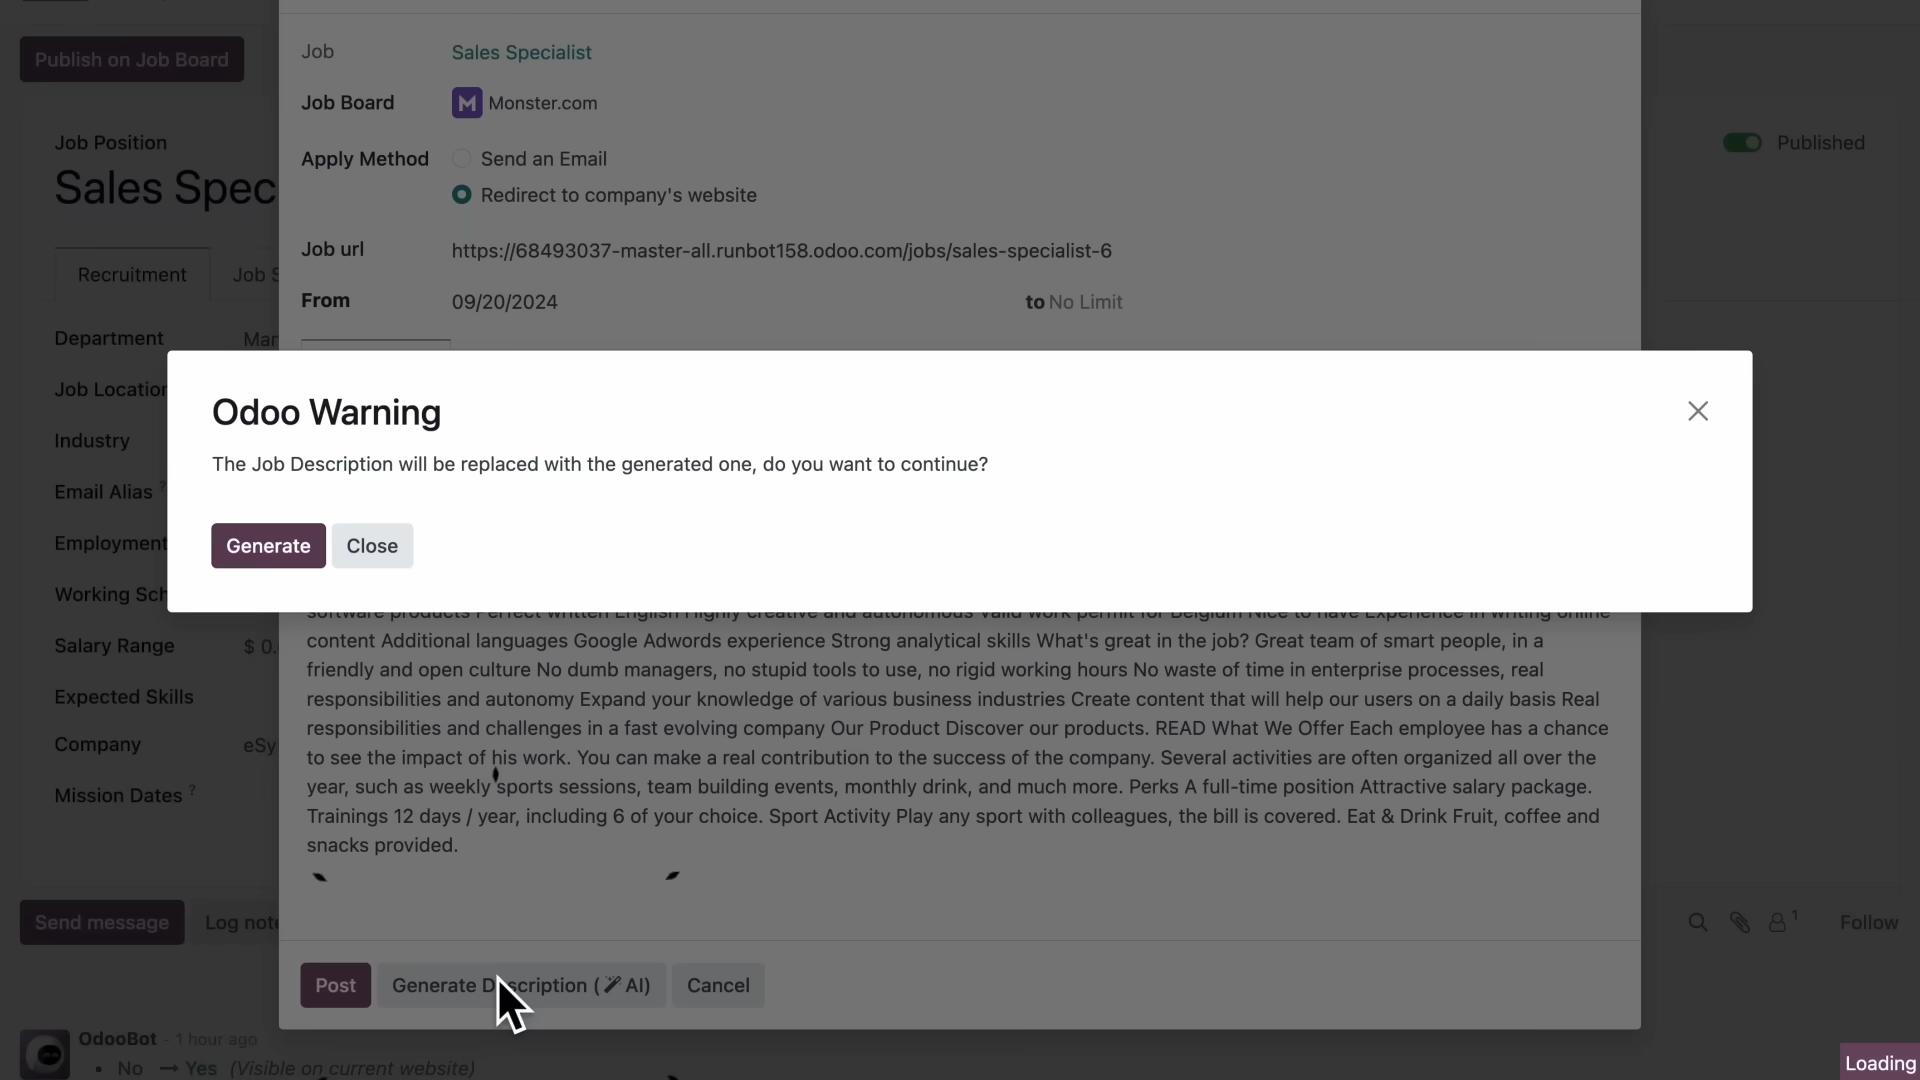 Publish on Job Board
Job
Sales Specialist
Job Board
M Monster.com
Job Position
Published
Apply Method
Send an Email
Sales Spec
Redirect to company's website
Job url
https://68493037-master-all.runbot158.odoo.com/jobs/sales-specialist-6
Recruitment
Job S
From
09/20/2024
to No Limit
Department
Mar
Job Location
Odoo Warning
Industry
The Job Description will be replaced with the generated one, do you want to continue?
Email Alias ?
Employment
Generate
Close
Working Sch
software products Perfect written English Highly creative and autonomous Valid work permit for Belgium Nice to have Experience in writing online
content Additional languages Google Adwords experience Strong analytical skills What's great in the job? Great team of smart people, in a
Salary Range
$ 0.
friendly and open culture No dumb managers, no stupid tools to use, no rigid working hours No waste of time in enterprise processes, real
Expected Skills
responsibilities and autonomy Expand your knowledge of various business industries Create content that will help our users on a daily basis Real
responsibilities and challenges in a fast evolving company Our Product Discover our products. READ What We Offer Each employee has a chance
Company
eSy
to see the impact of his work. You can make a real contribution to the success of the company. Several activities are often organized all over the
year, such as weekly sports sessions, team building events, monthly drink, and much more. Perks A full-time position Attractive salary package.
Mission Dates ?
Trainings 12 days / year, including 6 of your choice. Sport Activity Play any sport with colleagues, the bill is covered. Eat & Drink Fruit, coffee and
snacks provided.
Send message
Log note
1
Follow
Post
Generate Description ( AI)
Cancel
OdooBot - 1 hour ago
• No → Yes (Visible on current website)
Loading